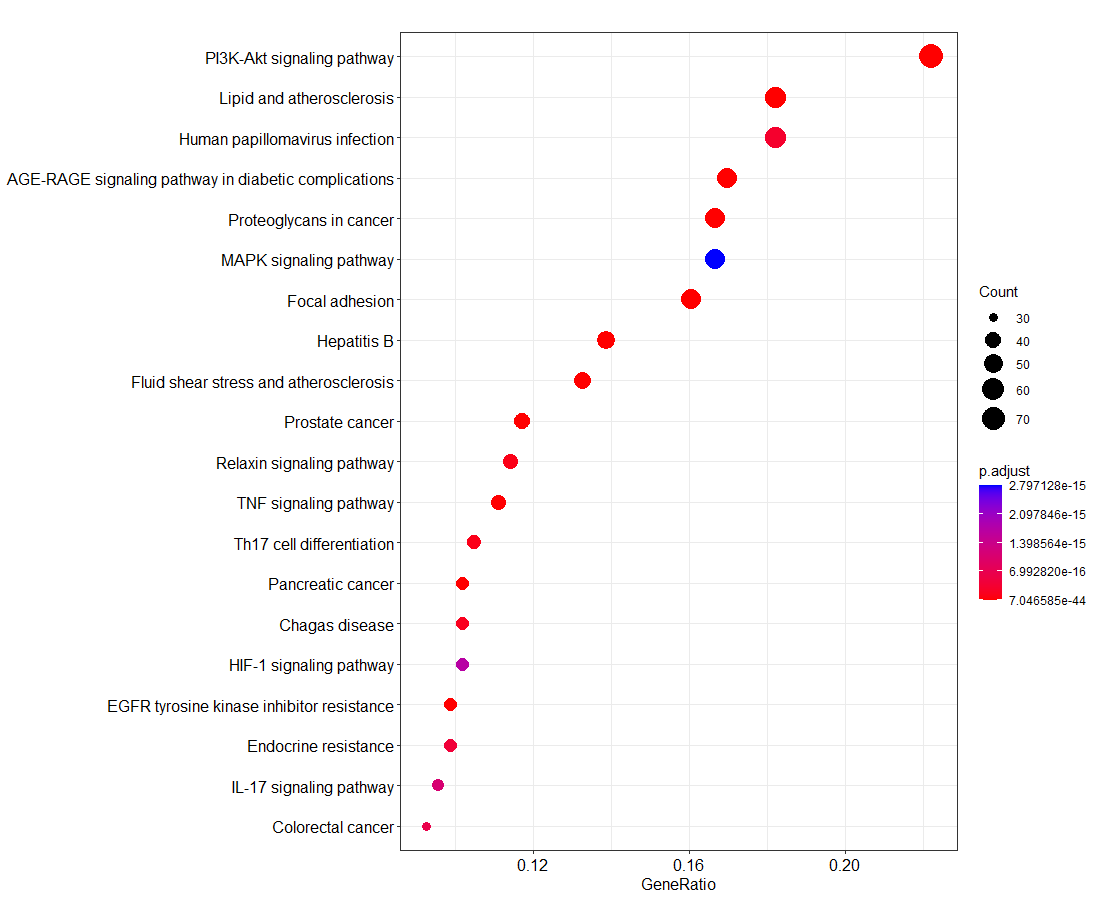 PI3K-Akt signaling pathway
Lipid and atherosclerosis
Human papillomavirus infection
AGE-RAGE signaling pathway in diabetic complications
Proteoglycans in cancer
MAPK signaling pathway
Focal adhesion
Hepatitis B
Fluid shear stress and atherosclerosis
Prostate cancer
Relaxin signaling pathway
TNF signaling pathway
Th17 cell differentiation
Pancreatic cancer
Chagas disease
HIF-1 signaling pathway
EGFR tyrosine kinase inhibitor resistance
Endocrine resistance
IL-17 signaling pathway
Colorectal cancer
0.12 0.16 0.20
GeneRatio
Count
30
40
50
60
70
p.adjust
2.797128e-15
2.097846e-15
1.398564e-15
6.992820e-16
7.046585e-44